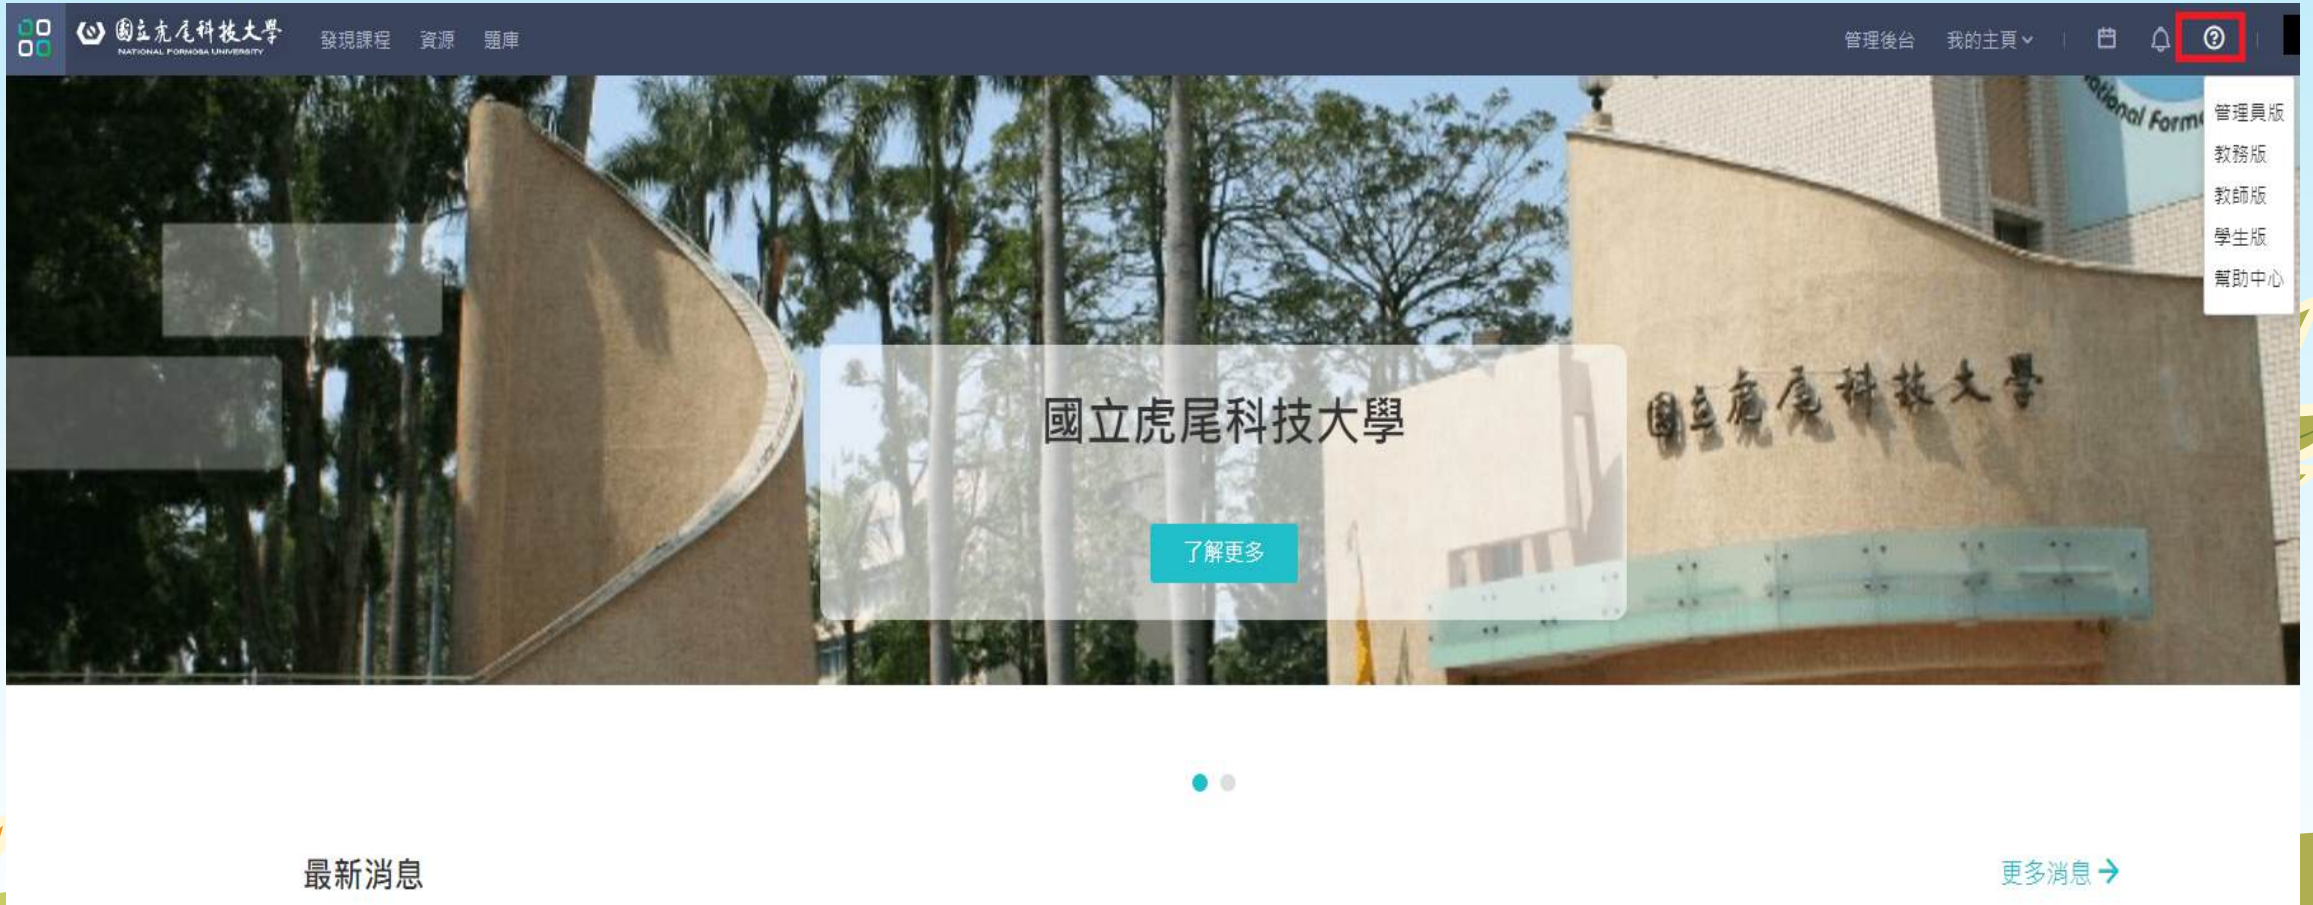 國立虎尾科技大學
NATIONAL FORMOSA UNIVERSITY
發現課程 資源 題庫
管理後台 我的主頁
管理員版
教務版
教師版
學生版
幫助中心
國立虎尾科技大學
了解更多
國立虎尾科技大學
最新消息
更多消息 →